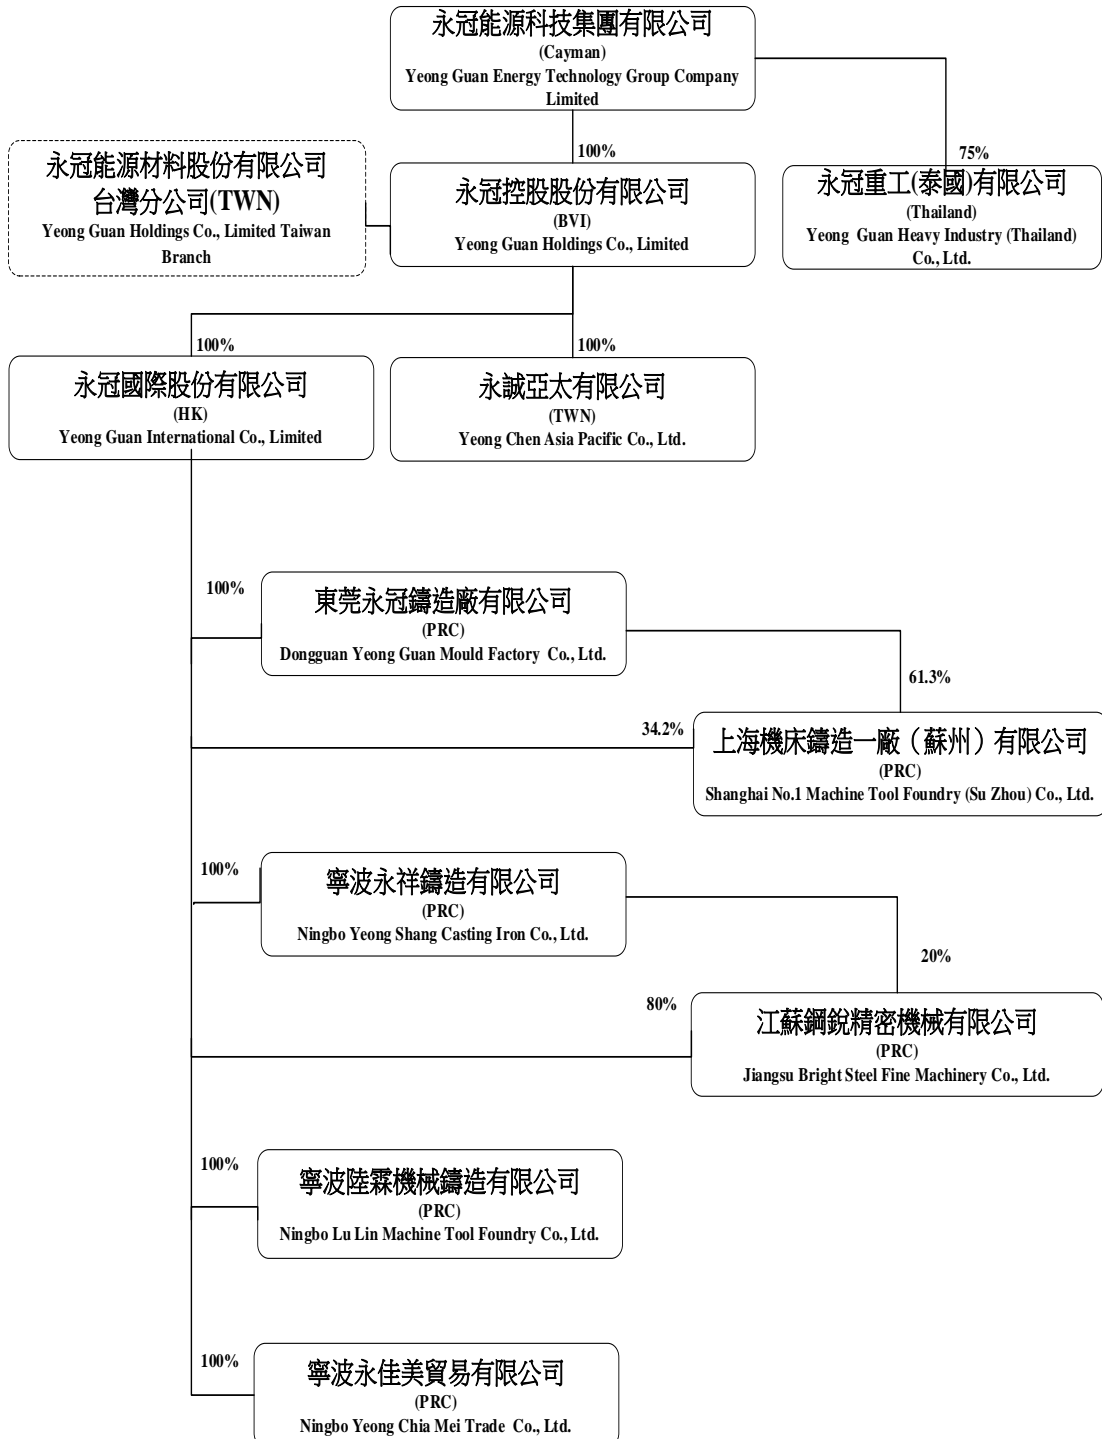 永冠能源科技集團有限公司
(Cayman)
Yeong Guan Energy Technology Group Company
Limited
100%
75%
永冠能源材料股份有限公司
台灣分公司(TWN)
Yeong Guan Holdings Co., Limited Taiwan
Branch
永冠控股股份有限公司
(BVI)
Yeong Guan Holdings Co., Limited
永冠重工(泰國)有限公司
(Thailand)
Yeong Guan Heavy Industry (Thailand)
Co., Ltd.
100%
100%
永冠國際股份有限公司
(HK)
Yeong Guan International Co., Limited
永誠亞太有限公司
(TWN)
Yeong Chen Asia Pacific Co., Ltd.
100%
東莞永冠鑄造廠有限公司
(PRC)
Dongguan Yeong Guan Mould Factory Co., Ltd.
61.3%
34.2%
上海機床鑄造一廠（蘇州）有限公司
(PRC)
Shanghai No.1 Machine Tool Foundry (Su Zhou) Co., Ltd.
100%
寧波永祥鑄造有限公司
(PRC)
Ningbo Yeong Shang Casting Iron Co., Ltd.
20%
80%
江蘇鋼銳精密機械有限公司
(PRC)
Jiangsu Bright Steel Fine Machinery Co., Ltd.
100%
寧波陸霖機械鑄造有限公司
(PRC)
Ningbo Lu Lin Machine Tool Foundry Co., Ltd.
100%
寧波永佳美貿易有限公司
(PRC)
Ningbo Yeong Chia Mei Trade Co., Ltd.